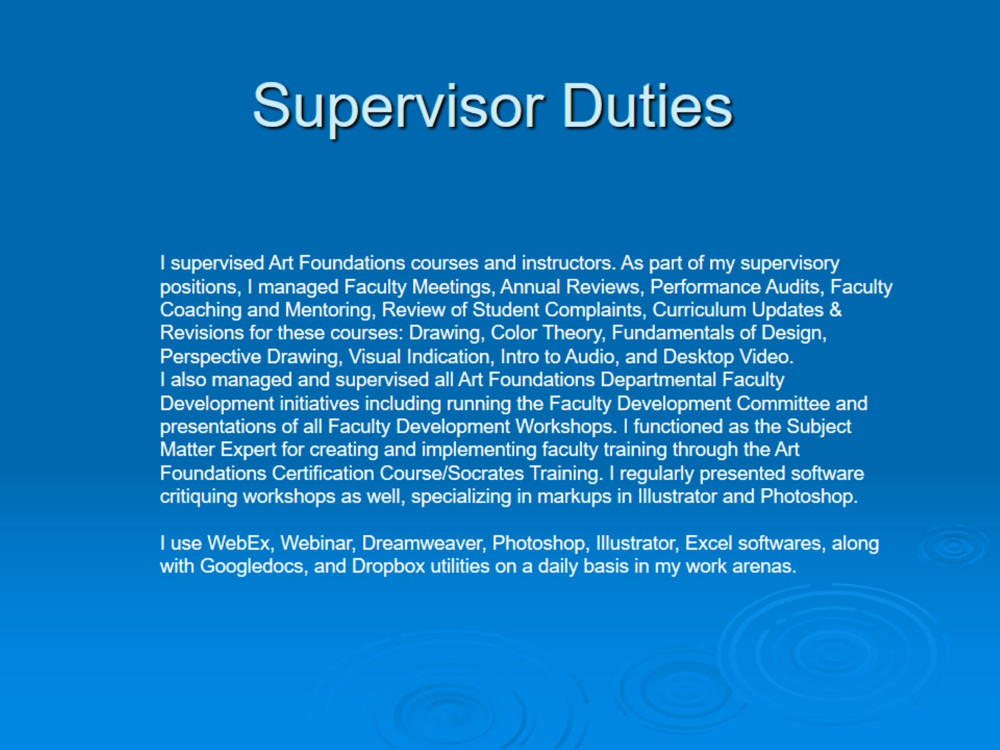 Supervisor Duties
I supervised Art Foundations courses and instructors. As part of my supervisory
positions, I managed Faculty Meetings, Annual Reviews, Performance Audits, Faculty
Coaching and Mentoring, Review of Student Complaints, Curriculum Updates &
Revisions for these courses: Drawing, Color Theory, Fundamentals of Design,
Perspective Drawing, Visual Indication, Intro to Audio, and Desktop Video.
I also managed and supervised all Art Foundations Departmental Faculty
Development initiatives including running the Faculty Development Committee and
presentations of all Faculty Development Workshops. I functioned as the Subject
Matter Expert for creating and implementing faculty training through the Art
Foundations Certification Course/Socrates Training. I regularly presented software
critiquing workshops as well, specializing in markups in Illustrator and Photoshop.
I use WebEx, Webinar, Dreamweaver, Photoshop, Illustrator, Excel softwares, along
with Googledocs, and Dropbox utilities on a daily basis in my work arenas.